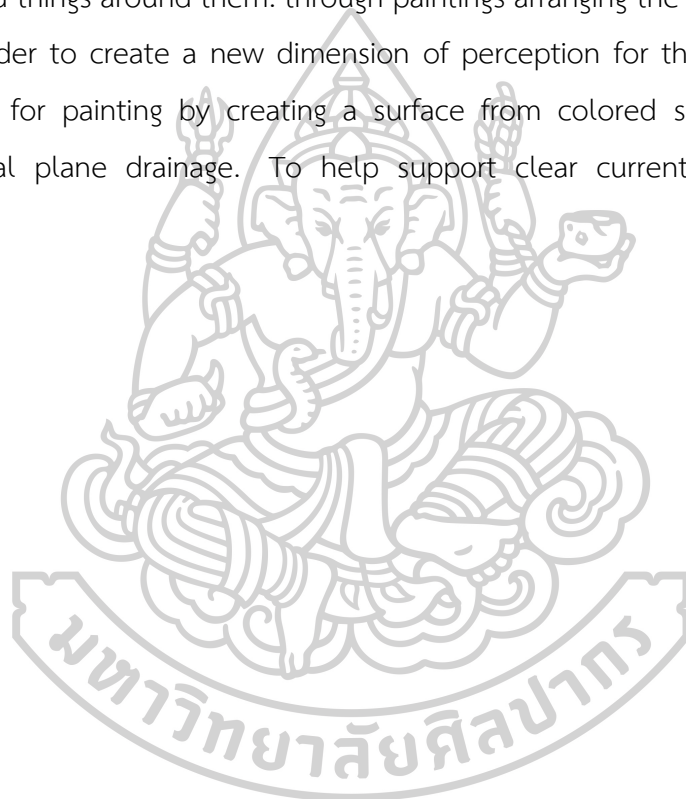 d things around them. through paintings arranging the
der to create a new dimension of perception for th
for painting by creating a surface from colored s
al plane drainage. To help support clear current
มหาวิทยาลัยศิลปากร